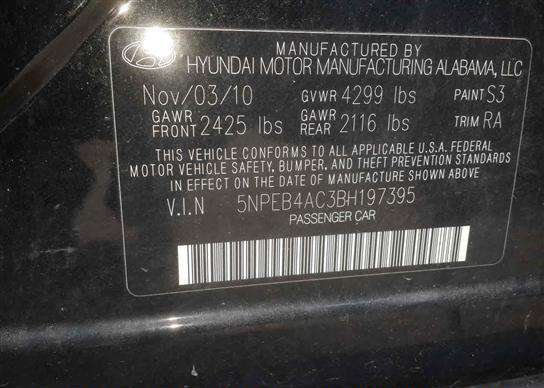 MANUFACTURED BY
HYUNDAI MOTOR MANUFACTURING ALABAMA, LLC
Nov/03/10 GVWR 4299 lbs PAINT S3
GAWR FRONT 2425 lbs GAWR REAR 2116 lbs TRIM RA
THIS VEHICLE CONFORMS TO ALL APPLICABLE U.S.A. FEDERAL
MOTOR VEHICLE SAFETY, BUMPER, AND THEFT PREVENTION STANDARDS
IN EFFECT ON THE DATE OF MANUFACTURE SHOWN ABOVE
V.I.N 5NPEB4AC3BH197395
PASSENGER CAR